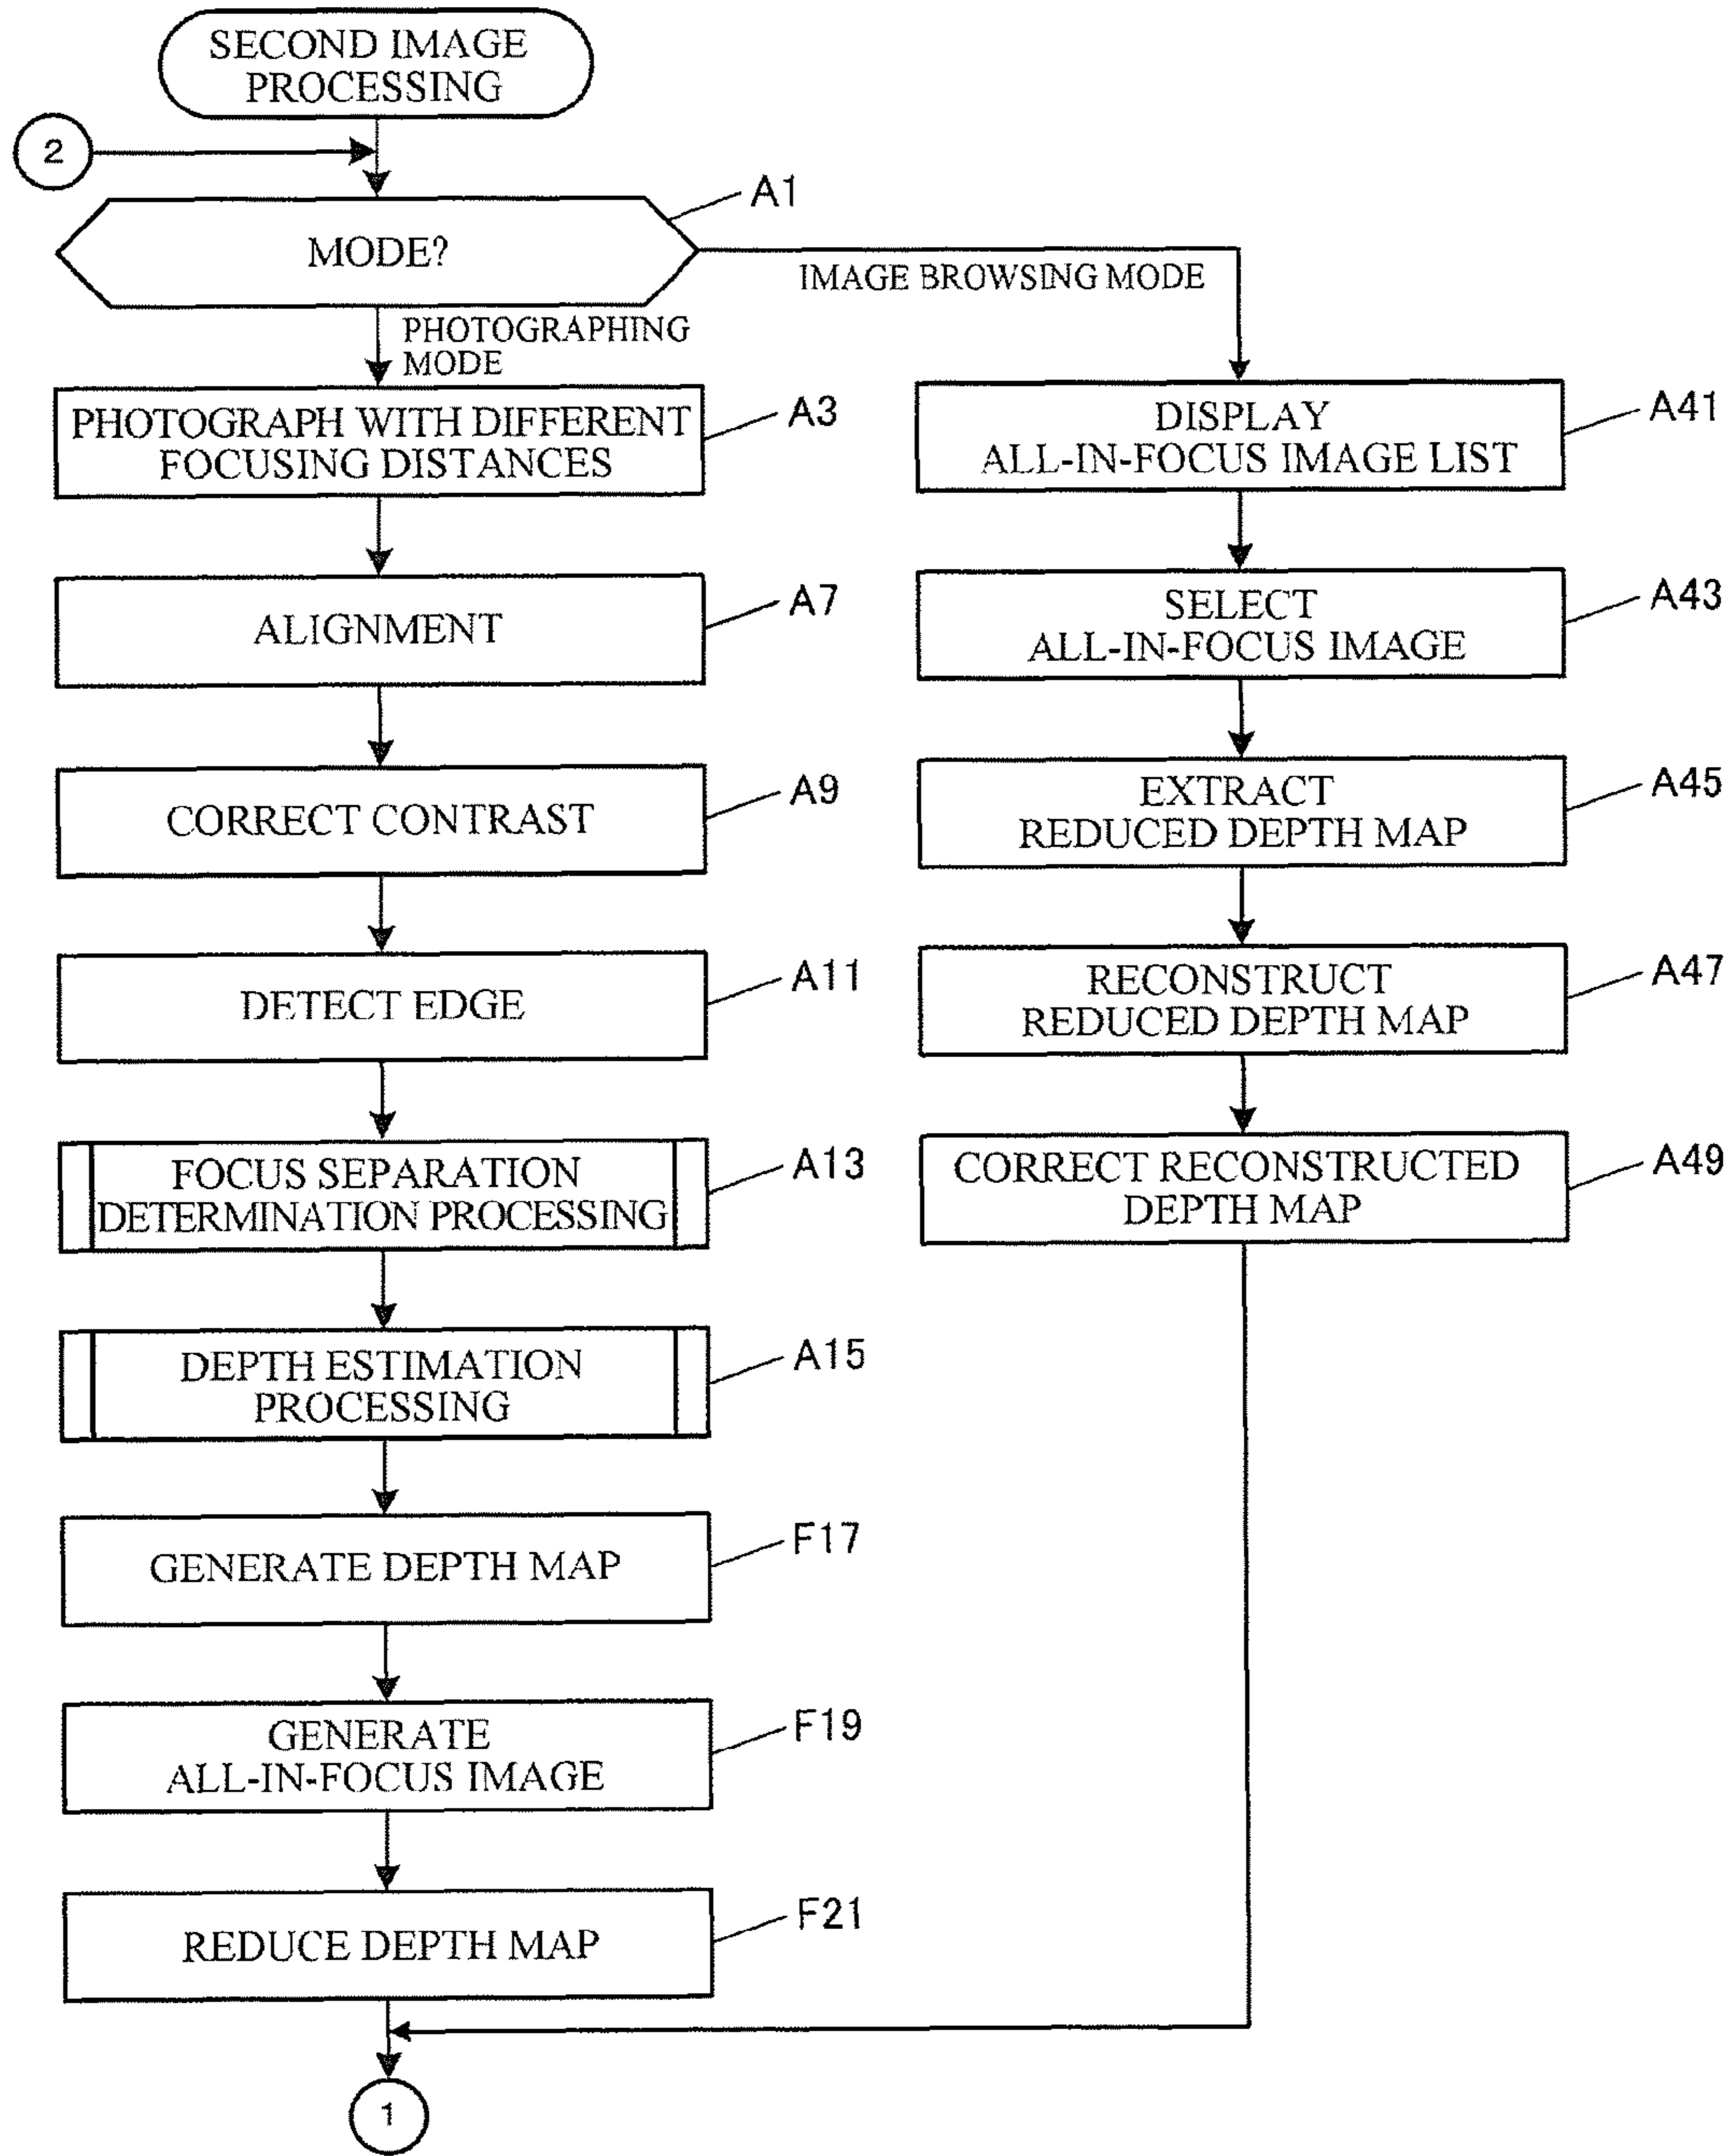 SECOND IMAGE
PROCESSING
2
A1
MODE?
IMAGE BROWSING MODE
PHOTOGRAPHING
MODE
A3
PHOTOGRAPH WITH DIFFERENT
FOCUSING DISTANCES
A7
ALIGNMENT
A9
CORRECT CONTRAST
A11
DETECT EDGE
A13
FOCUS SEPARATION
DETERMINATION PROCESSING
A15
DEPTH ESTIMATION
PROCESSING
F17
GENERATE DEPTH MAP
F19
GENERATE
ALL-IN-FOCUS IMAGE
F21
REDUCE DEPTH MAP
A41
DISPLAY
ALL-IN-FOCUS IMAGE LIST
A43
SELECT
ALL-IN-FOCUS IMAGE
A45
EXTRACT
REDUCED DEPTH MAP
A47
RECONSTRUCT
REDUCED DEPTH MAP
A49
CORRECT RECONSTRUCTED
DEPTH MAP
1